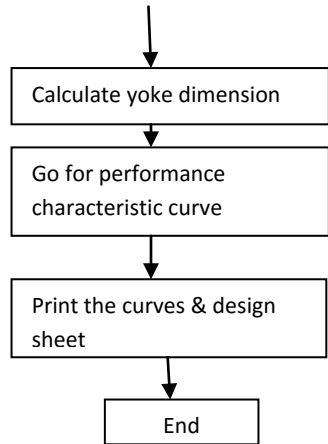 Calculate yoke dimension
Go for performance
characteristic curve
Print the curves & design
sheet
End